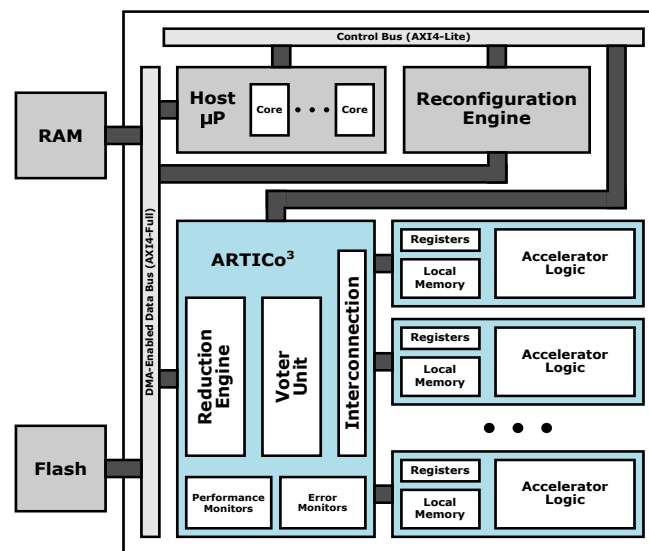 Control Bus (AXI4-Lite)
Host
µP
Core
Core
Reconfiguration
Engine
RAM
DMA-Enabled Data Bus (AXI4-Full)
ARTICo³
Reduction
Engine
Voter
Unit
Interconnection
Performance
Monitors
Error
Monitors
Registers
Local
Memory
Accelerator
Logic
Registers
Local
Memory
Accelerator
Logic
Registers
Local
Memory
Accelerator
Logic
Flash